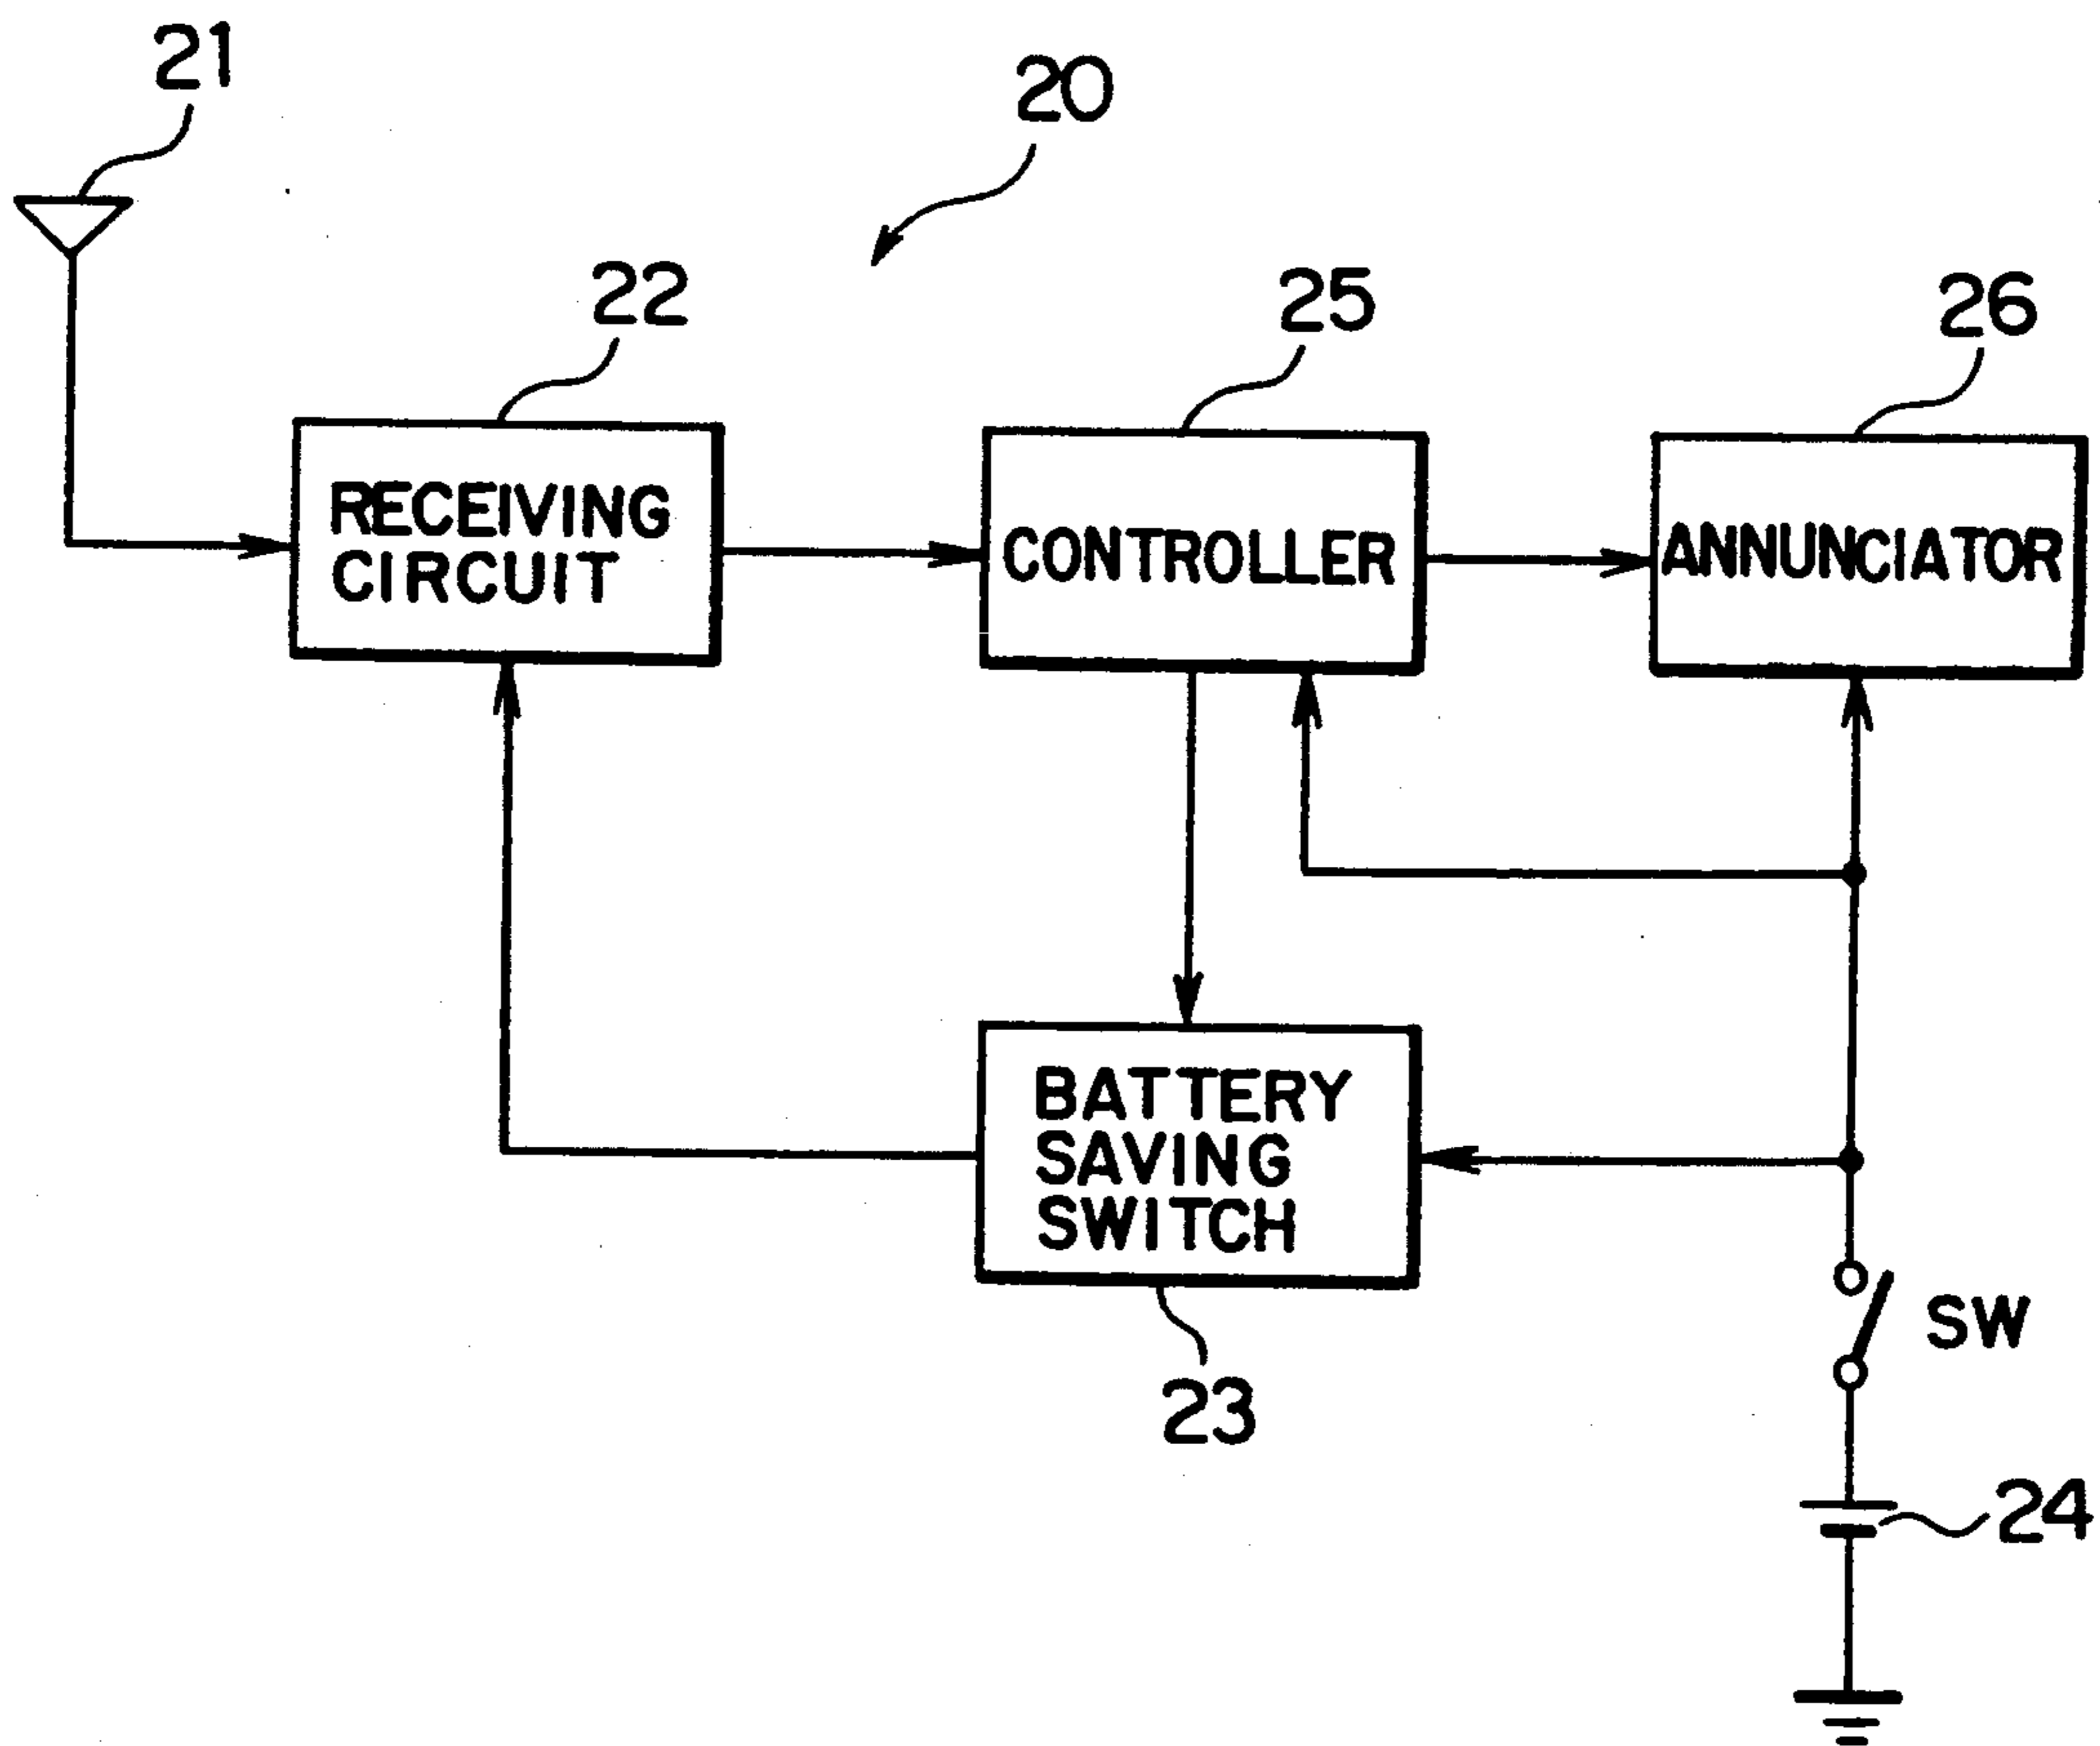 21
20
22
25
26
RECEIVING
CIRCUIT
CONTROLLER
ANNUNCIATOR
BATTERY
SAVING
SWITCH
SW
23
24